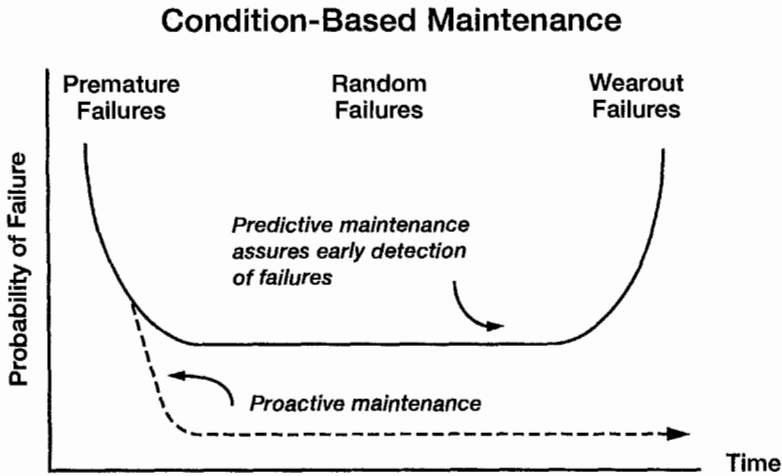 Condition-Based Maintenance
Premature
Failures
Random
Failures
Wearout
Failures
Probability of Failure
Predictive maintenance
assures early detection
of failures
Proactive maintenance
Time